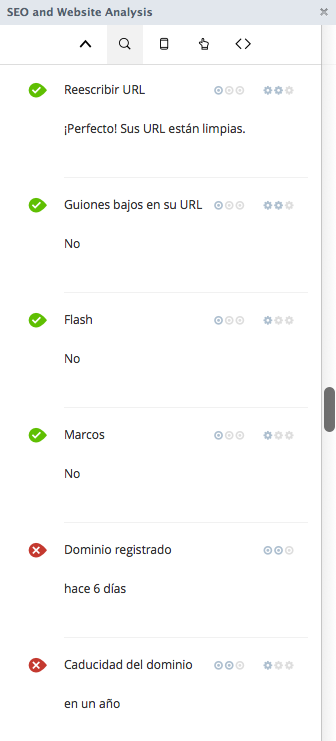 SEO and Website Analysis
Reescribir URL
¡Perfecto! Sus URL están limpias.
Guiones bajos en su URL
No
Flash
No
Marcos
No
Dominio registrado
hace 6 días
Caducidad del dominio
en un año